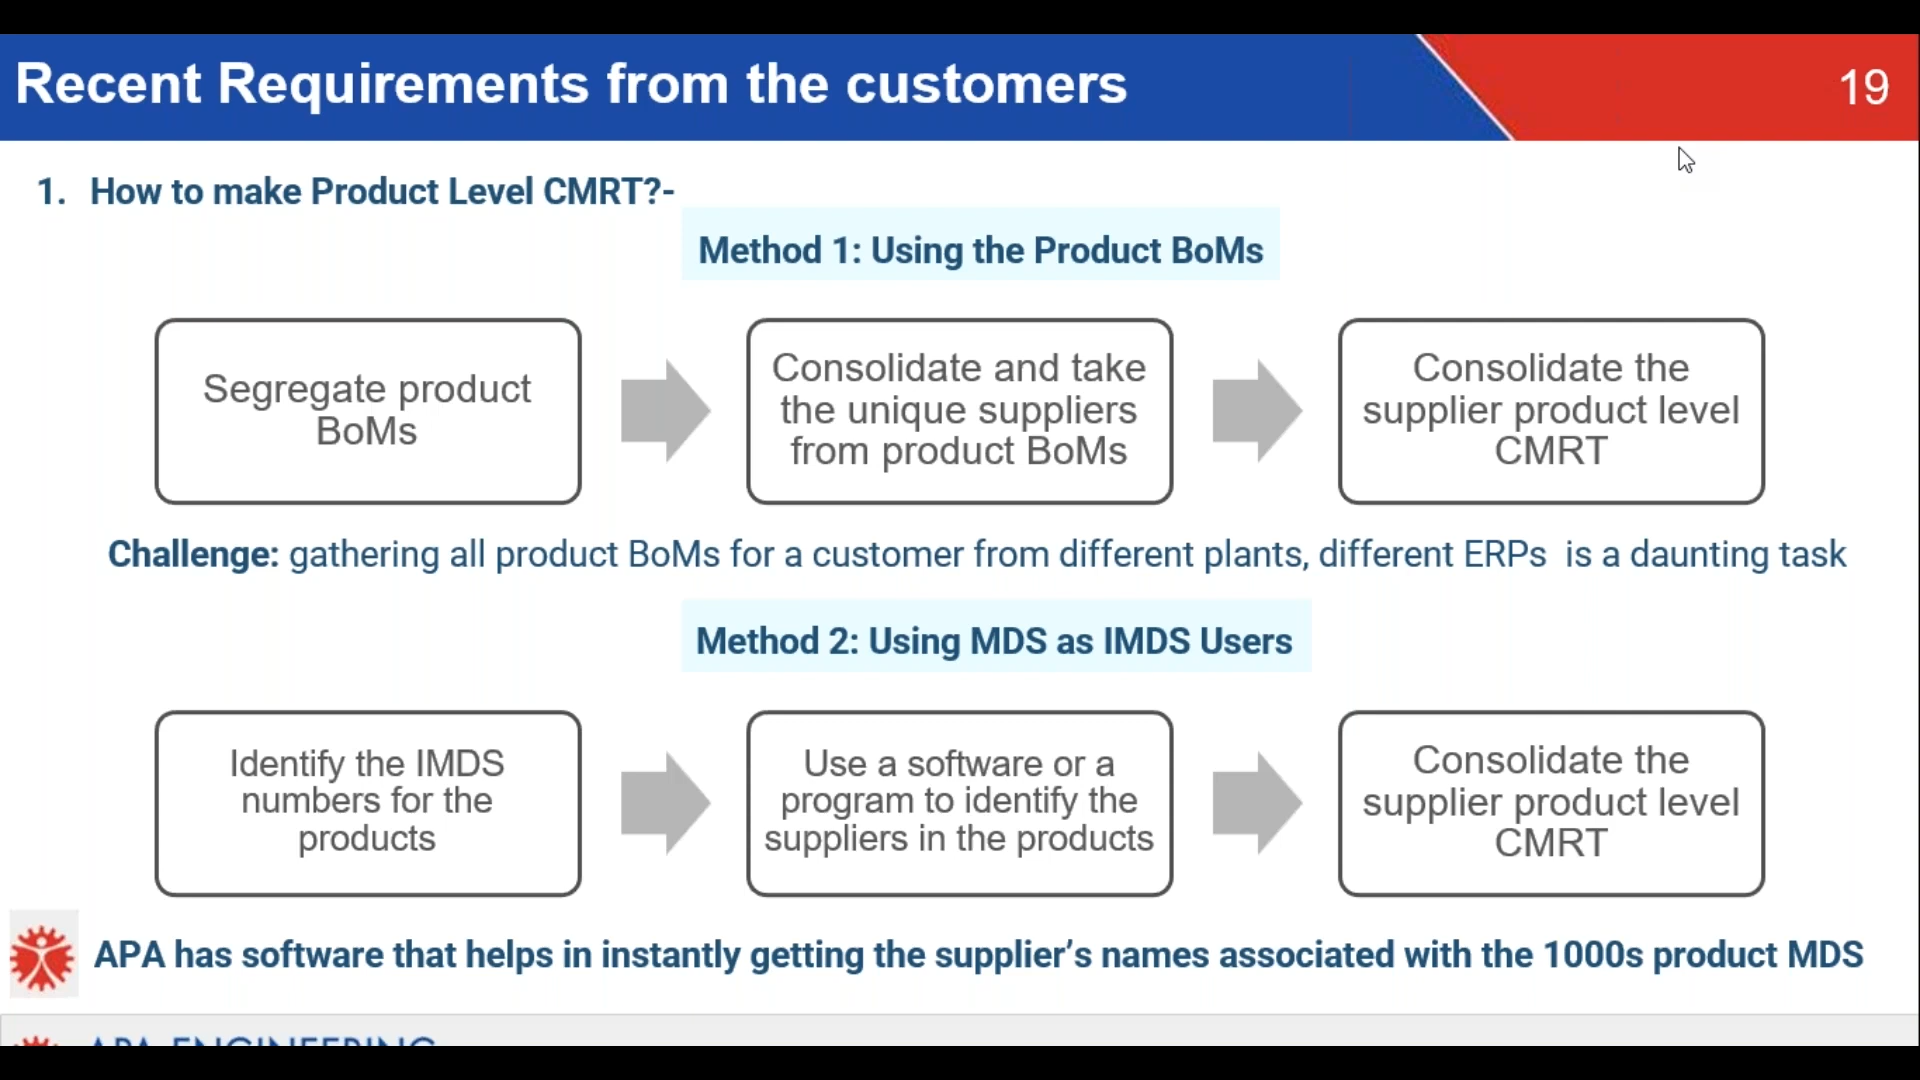 Recent Requirements from the customers
19
1. How to make Product Level CMRT?-
Method 1: Using the Product BoMs
Segregate product
BoMs
Consolidate and take
the unique suppliers
from product BoMs
Consolidate the
supplier product level
CMRT
Challenge: gathering all product BoMs for a customer from different plants, different ERPs is a daunting task
Method 2: Using MDS as IMDS Users
Identify the IMDS
numbers for the
products
Use a software or a
program to identify the
suppliers in the products
Consolidate the
supplier product level
CMRT
APA has software that helps in instantly getting the supplier’s names associated with the 1000s product MDS
APA ENGINEERING